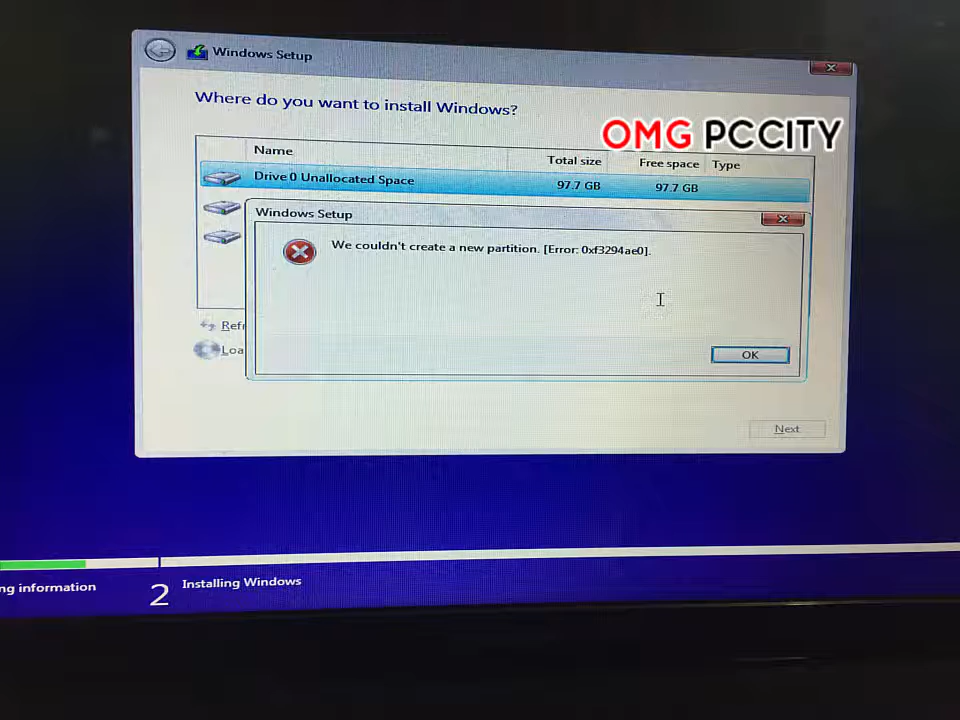 Windows Setup
Where do you want to install Windows?
OMG PCCITY
Name Total size Free space Type
Drive 0 Unallocated Space 97.7 GB 97.7 GB
Windows Setup
We couldn't create a new partition. [Error: 0xf3294ae0].
Refr
Loa
OK
Next
ng information
2 Installing Windows